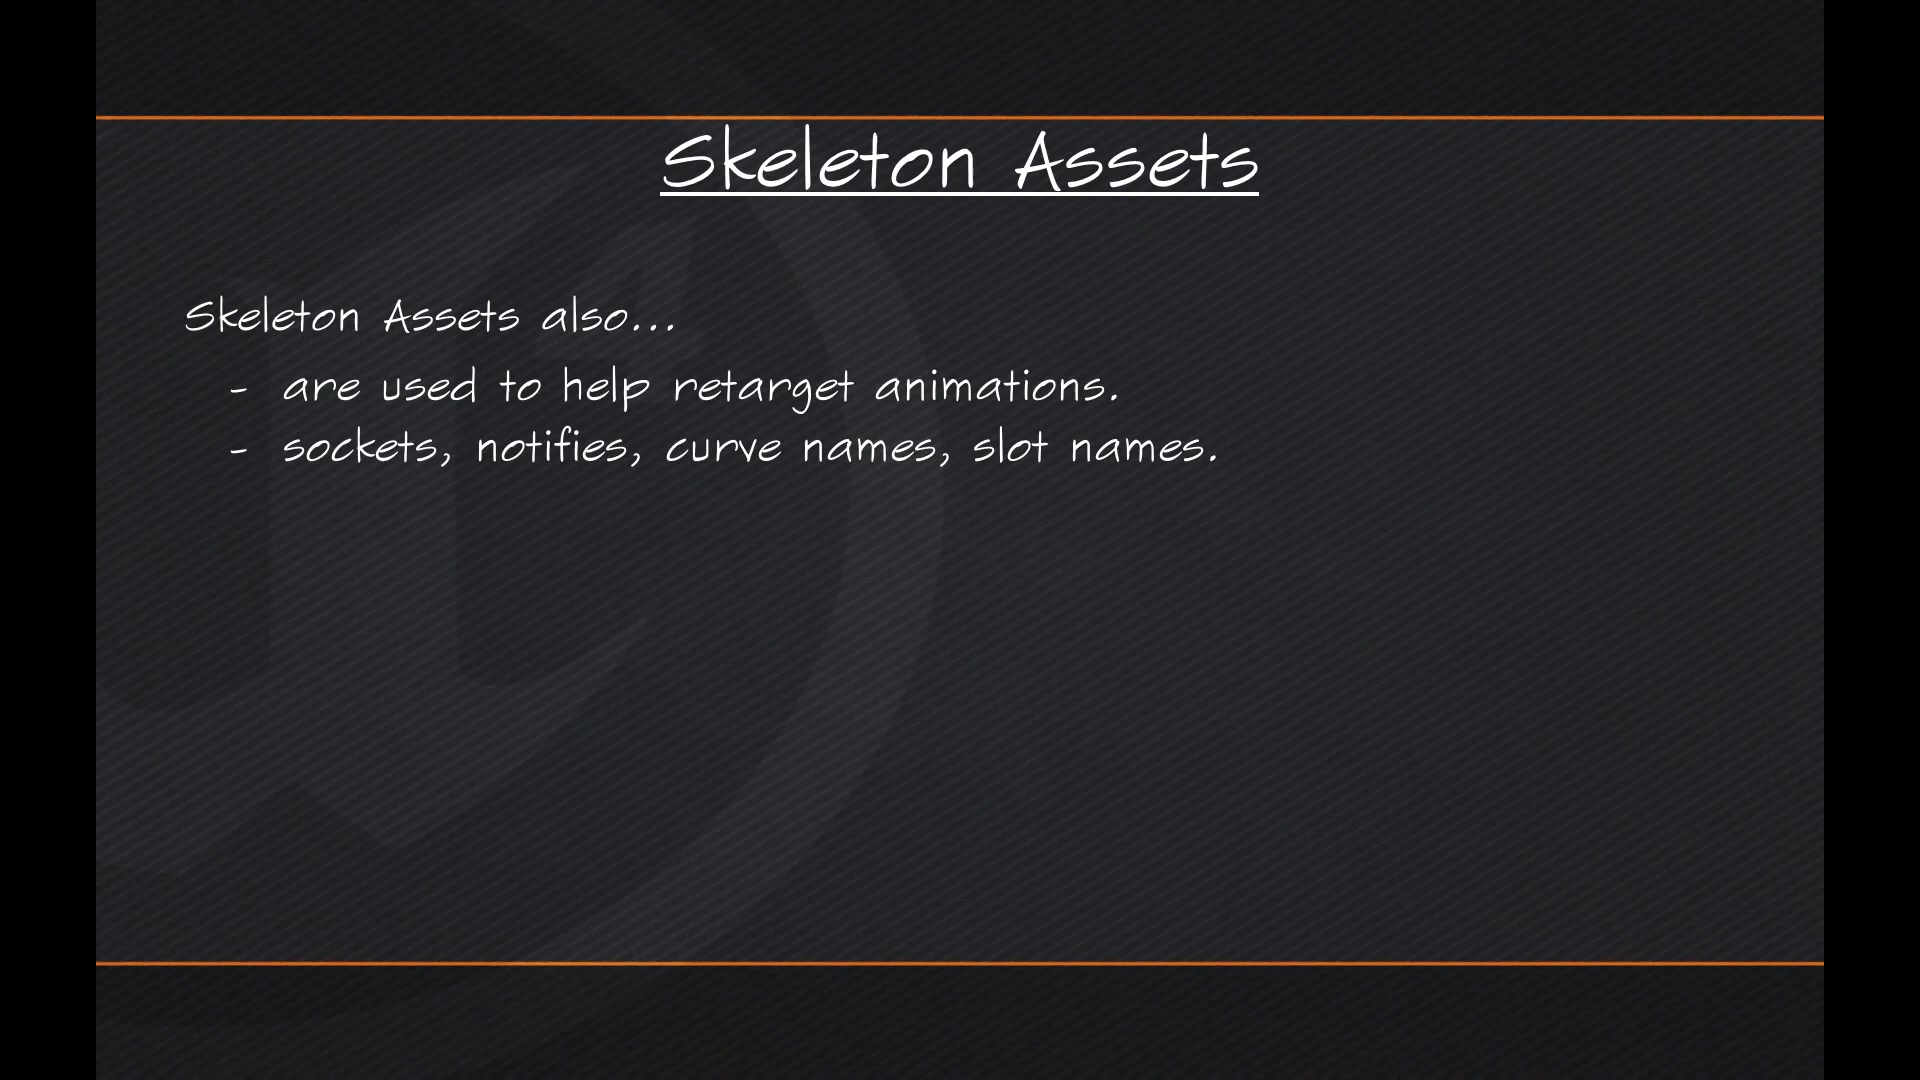 Skeleton Assets
Skeleton Assets also...
- are used to help retarget animations.
- sockets, notifies, curve names, slot names.